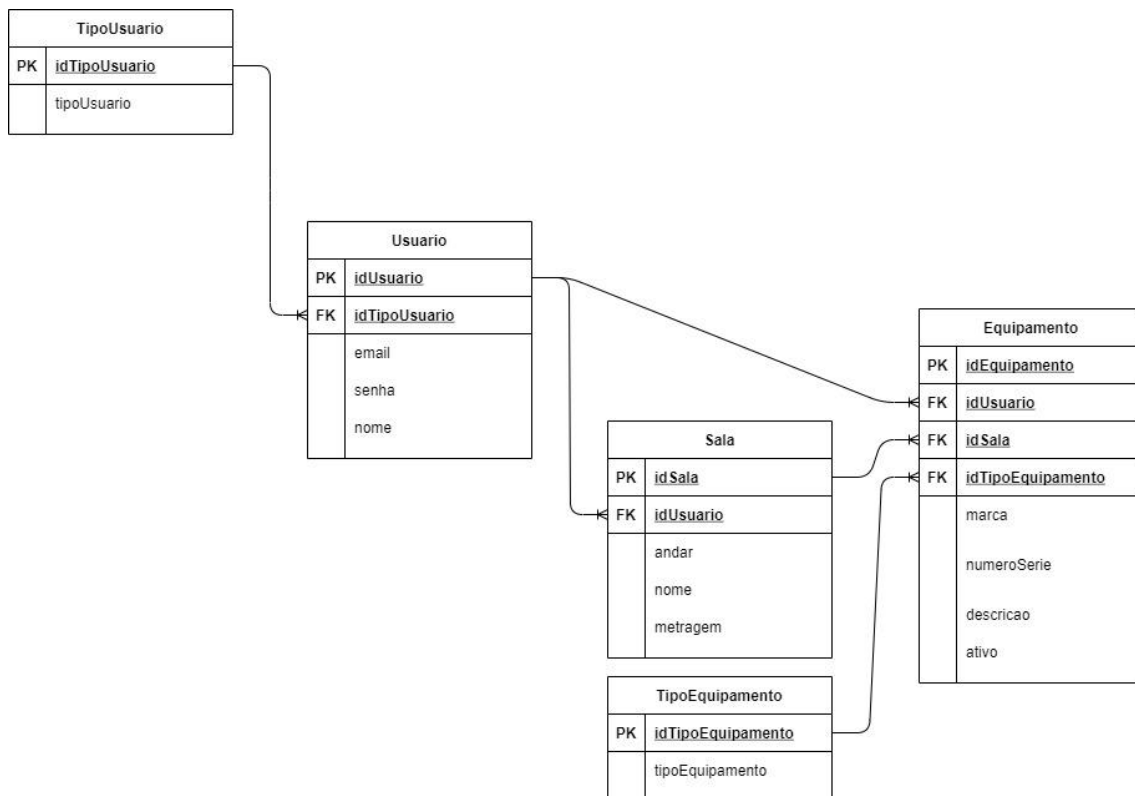 TipoUsuario
PK idTipoUsuario
tipoUsuario
Usuario
PK idUsuario
FK idTipoUsuario
email
senha
nome
Equipamento
PK idEquipamento
FK idUsuario
FK idSala
FK idTipoEquipamento
marca
numeroSerie
descricao
ativo
Sala
PK idSala
FK idUsuario
andar
nome
metragem
TipoEquipamento
PK idTipoEquipamento
tipoEquipamento